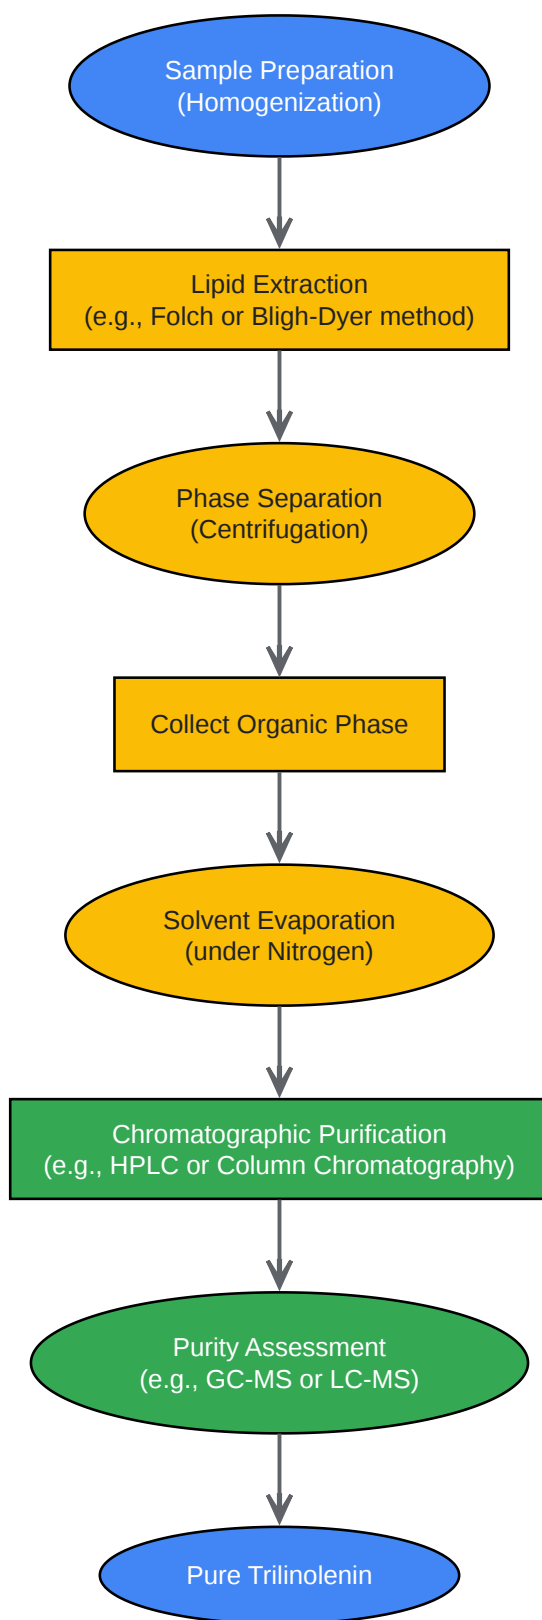 Sample Preparation
(Homogenization)
Lipid Extraction
(e.g., Folch or Bligh-Dyer method)
Phase Separation
(Centrifugation)
Collect Organic Phase
Solvent Evaporation
(under Nitrogen)
Chromatographic Purification
(e.g., HPLC or Column Chromatography)
Purity Assessment
(e.g., GC-MS or LC-MS)
Pure Trilinolenin